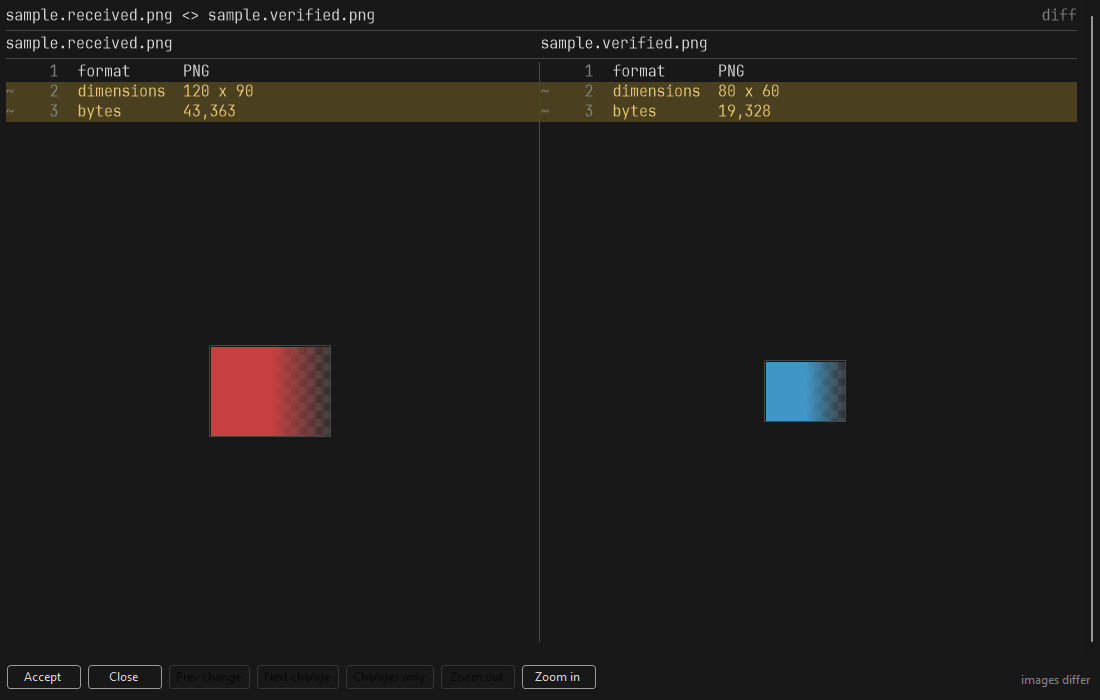 sample.received.png <> sample.verified.png diff
sample.received.png sample.verified.png
1 format PNG 1 format PNG
~ 2 dimensions 120 x 90 ~ 2 dimensions 80 x 60
~ 3 bytes 43,363 ~ 3 bytes 19,328
Accept Close Prev change Next change Changes only Zoom out Zoom in images differ